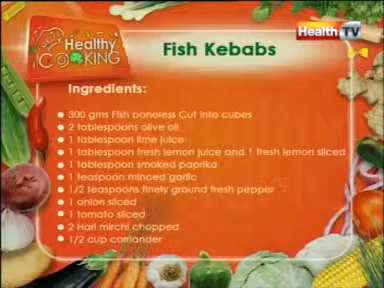 Health TV
Healthy
COOKING
Fish Kebabs
Ingredients:
300 gms Fish boneless Cut into cubes
2 tablespoons olive oil
1 tablespoon lime juice
1 tablespoon fresh lemon juice and 1 fresh lemon sliced
1 tablespoon smoked paprika
1 teaspoon minced garlic
1/2 teaspoons finely ground fresh pepper
1 onion sliced
1 tomato sliced
2 Hari mirchi chopped
1/2 cup corriander